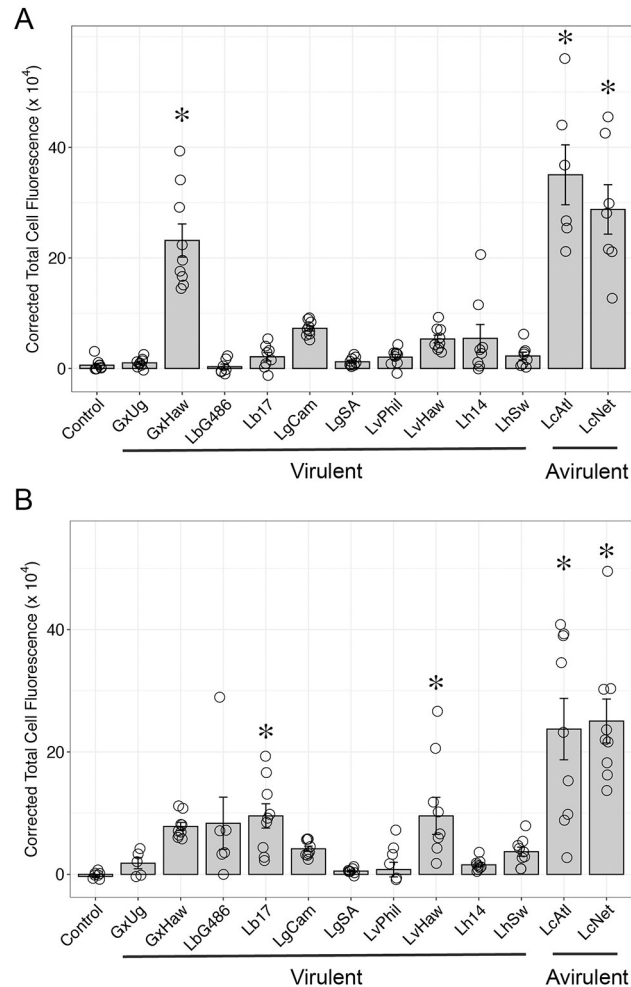 A
Corrected Total Cell Fluorescence (x 10⁴)
40
20
0
* * *
Control GxUg GxHaw LbG486 Lb17 LgCam LgSA LvPhil LvHaw Lh14 LhSw LcAtl LcNet
Virulent Avirulent
B
Corrected Total Cell Fluorescence (x 10⁴)
40
20
0
* * * *
Control GxUg GxHaw LbG486 Lb17 LgCam LgSA LvPhil LvHaw Lh14 LhSw LcAtl LcNet
Virulent Avirulent